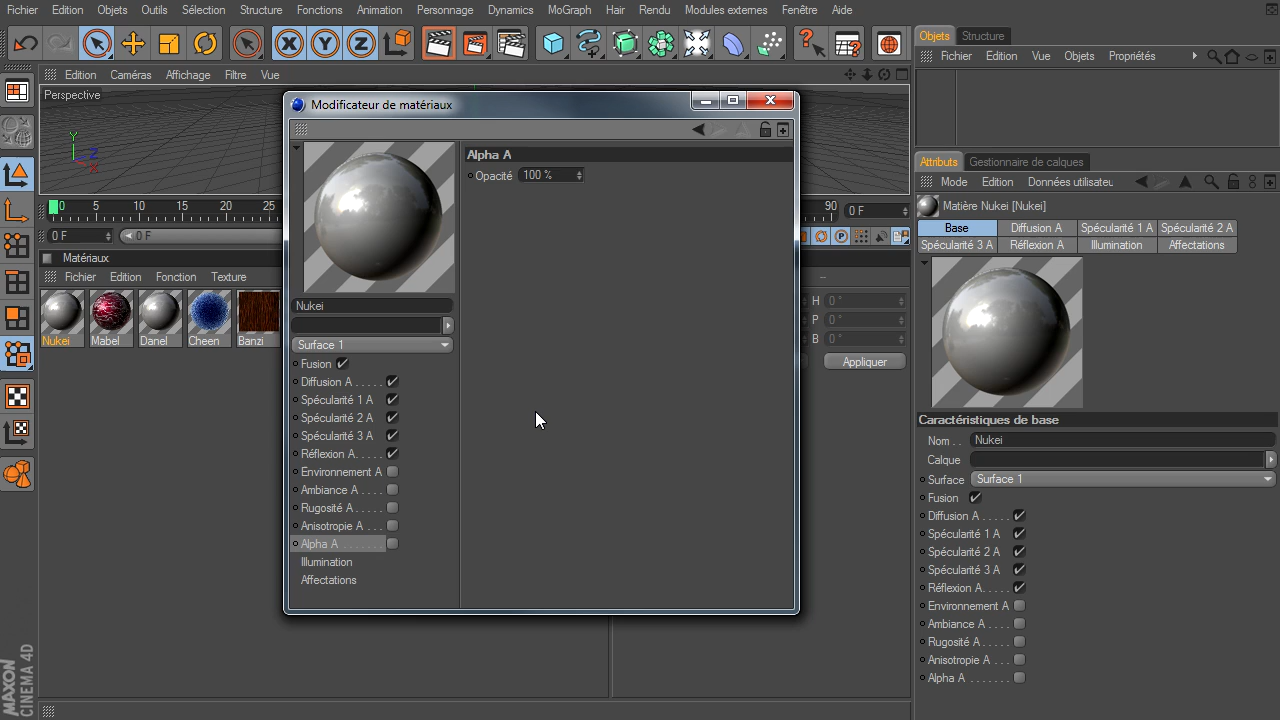 Fichier Edition Objets Outils Sélection Structure Fonctions Animation Personnage Dynamics MoGraph Hair Rendu Modules externes Fenêtre Aide
Objets Structure
Fichier Edition Vue Objets Propriétés
Edition Caméras Affichage Filtre Vue
Perspective
Y
Z
X
X Y Z
Modificateur de matériaux
Alpha A
Opacité 100 %
Attributs Gestionnaire de calques
Mode Edition Données utilisateu
Matière Nukei [Nukei]
Base Diffusion A Spécularité 1 A Spécularité 2 A
Spécularité 3 A Réflexion A Illumination Affectations
0 5 10 15 20 25 90 0 F
0 F 0 F
Matériaux
Fichier Edition Fonction Texture
Nukei Mabel Danel Cheen Banzi
H 0 °
P 0 °
B 0 °
Appliquer
Nukei
Surface 1
Fusion
Diffusion A . . . . .
Spécularité 1 A
Spécularité 2 A
Spécularité 3 A
Réflexion A. . . . .
Environnement A
Ambiance A . . . .
Rugosité A . . . . .
Anisotropie A . . .
Alpha A . . . . . . .
Illumination
Affectations
Caractéristiques de base
Nom . . Nukei
Calque
Surface Surface 1
Fusion
Diffusion A . . . . .
Spécularité 1 A
Spécularité 2 A
Spécularité 3 A
Réflexion A. . . . .
Environnement A
Ambiance A . . . .
Rugosité A . . . . .
Anisotropie A . . .
Alpha A . . . . . . .
MAXON
CINEMA 4D